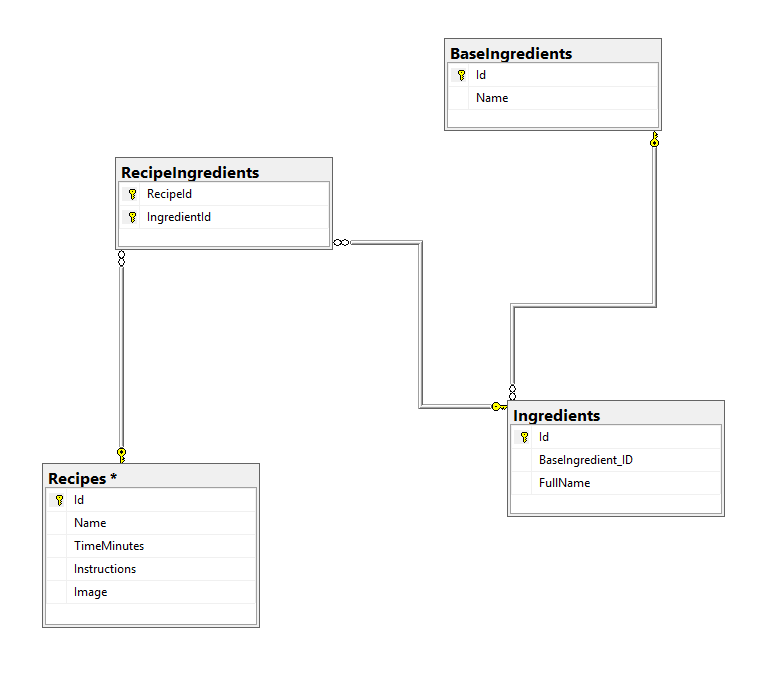 BaseIngredients
Id
Name
RecipeIngredients
RecipeId
IngredientId
Ingredients
Id
BaseIngredient_ID
FullName
Recipes *
Id
Name
TimeMinutes
Instructions
Image